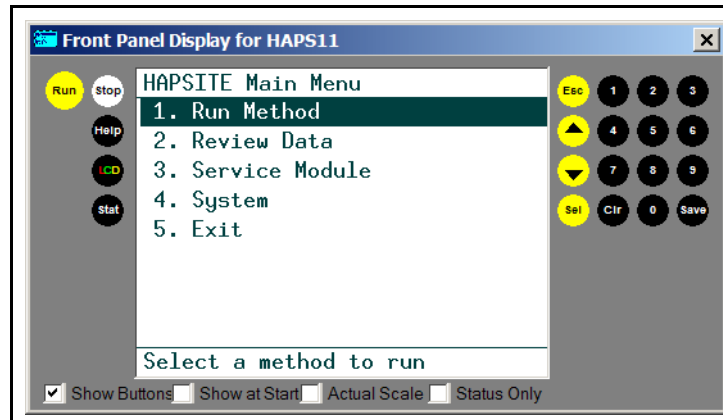 Front Panel Display for HAPS11
Run Stop
Help
LCD
Stat
HAPSITE Main Menu
1. Run Method
2. Review Data
3. Service Module
4. System
5. Exit
Select a method to run
Esc 1 2 3
4 5 6
7 8 9
Sel Clr 0 Save
Show Buttons Show at Start Actual Scale Status Only